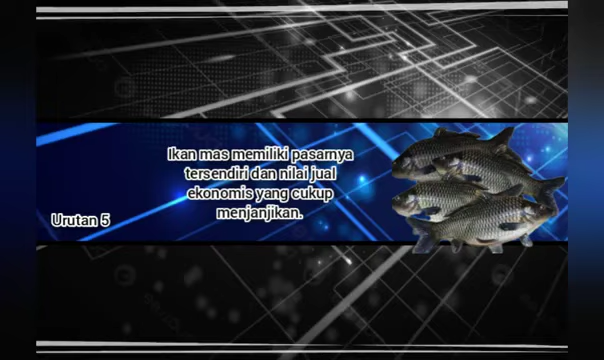 Ikan mas memiliki pasarnya
tersendiri dan nilai jual
ekonomis yang cukup
menjanjikan.
Urutan 5